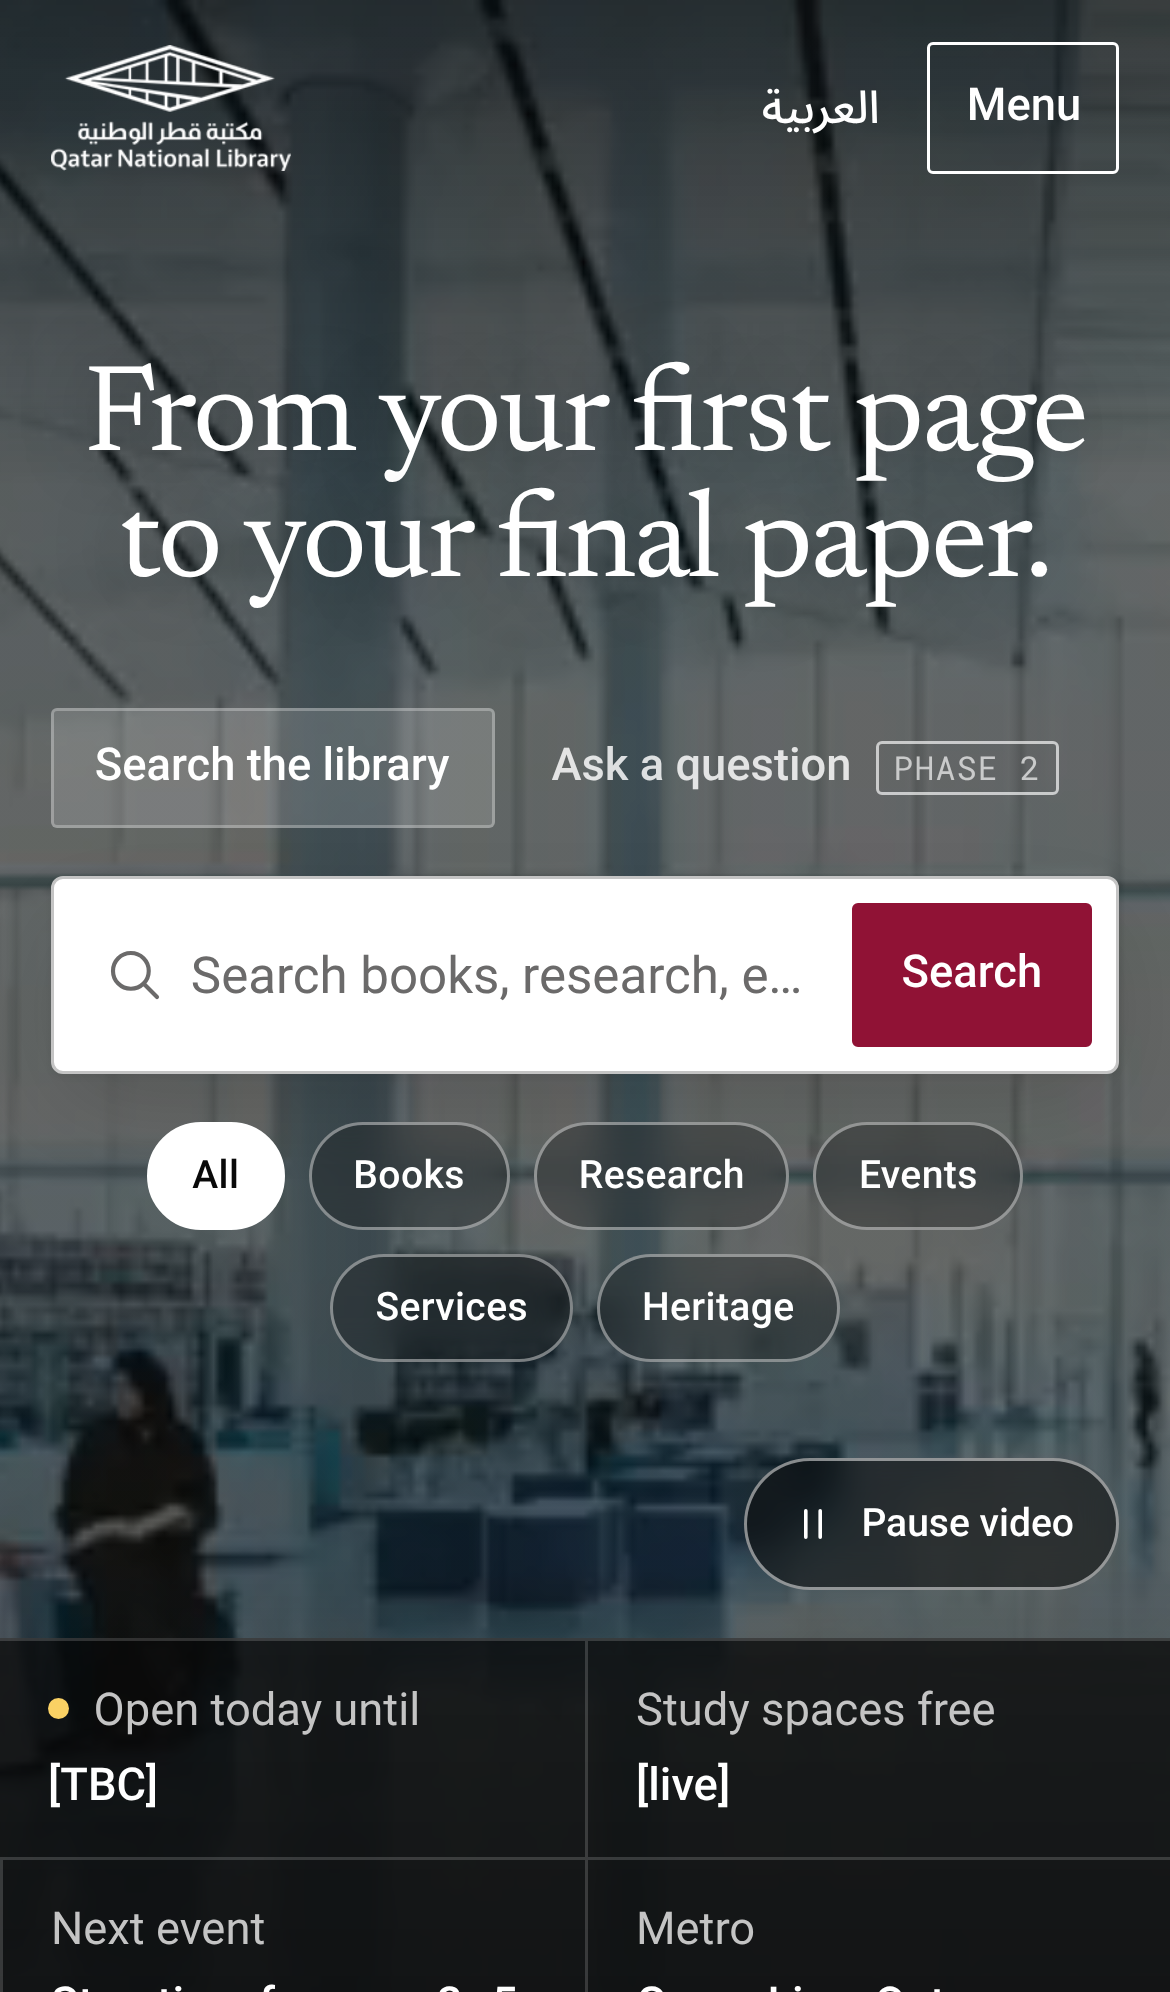 مكتبة قطر الوطنية
Qatar National Library
العربية
Menu
From your first page
to your final paper.
Search the library
Ask a question
PHASE 2
Search books, research, e...
Search
All
Books
Research
Events
Services
Heritage
Pause video
Open today until
[TBC]
Study spaces free
[live]
Next event
Metro